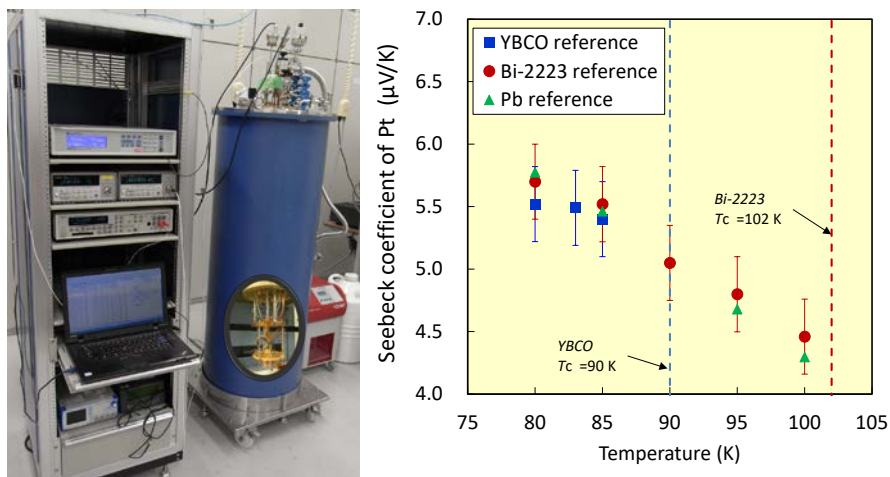 7.0
6.5
6.0
5.5
5.0
4.5
4.0
Seebeck coefficient of Pt (µV/K)
YBCO reference
Bi-2223 reference
Pb reference
Bi-2223
Tc =102 K
YBCO
Tc =90 K
75 80 85 90 95 100 105
Temperature (K)